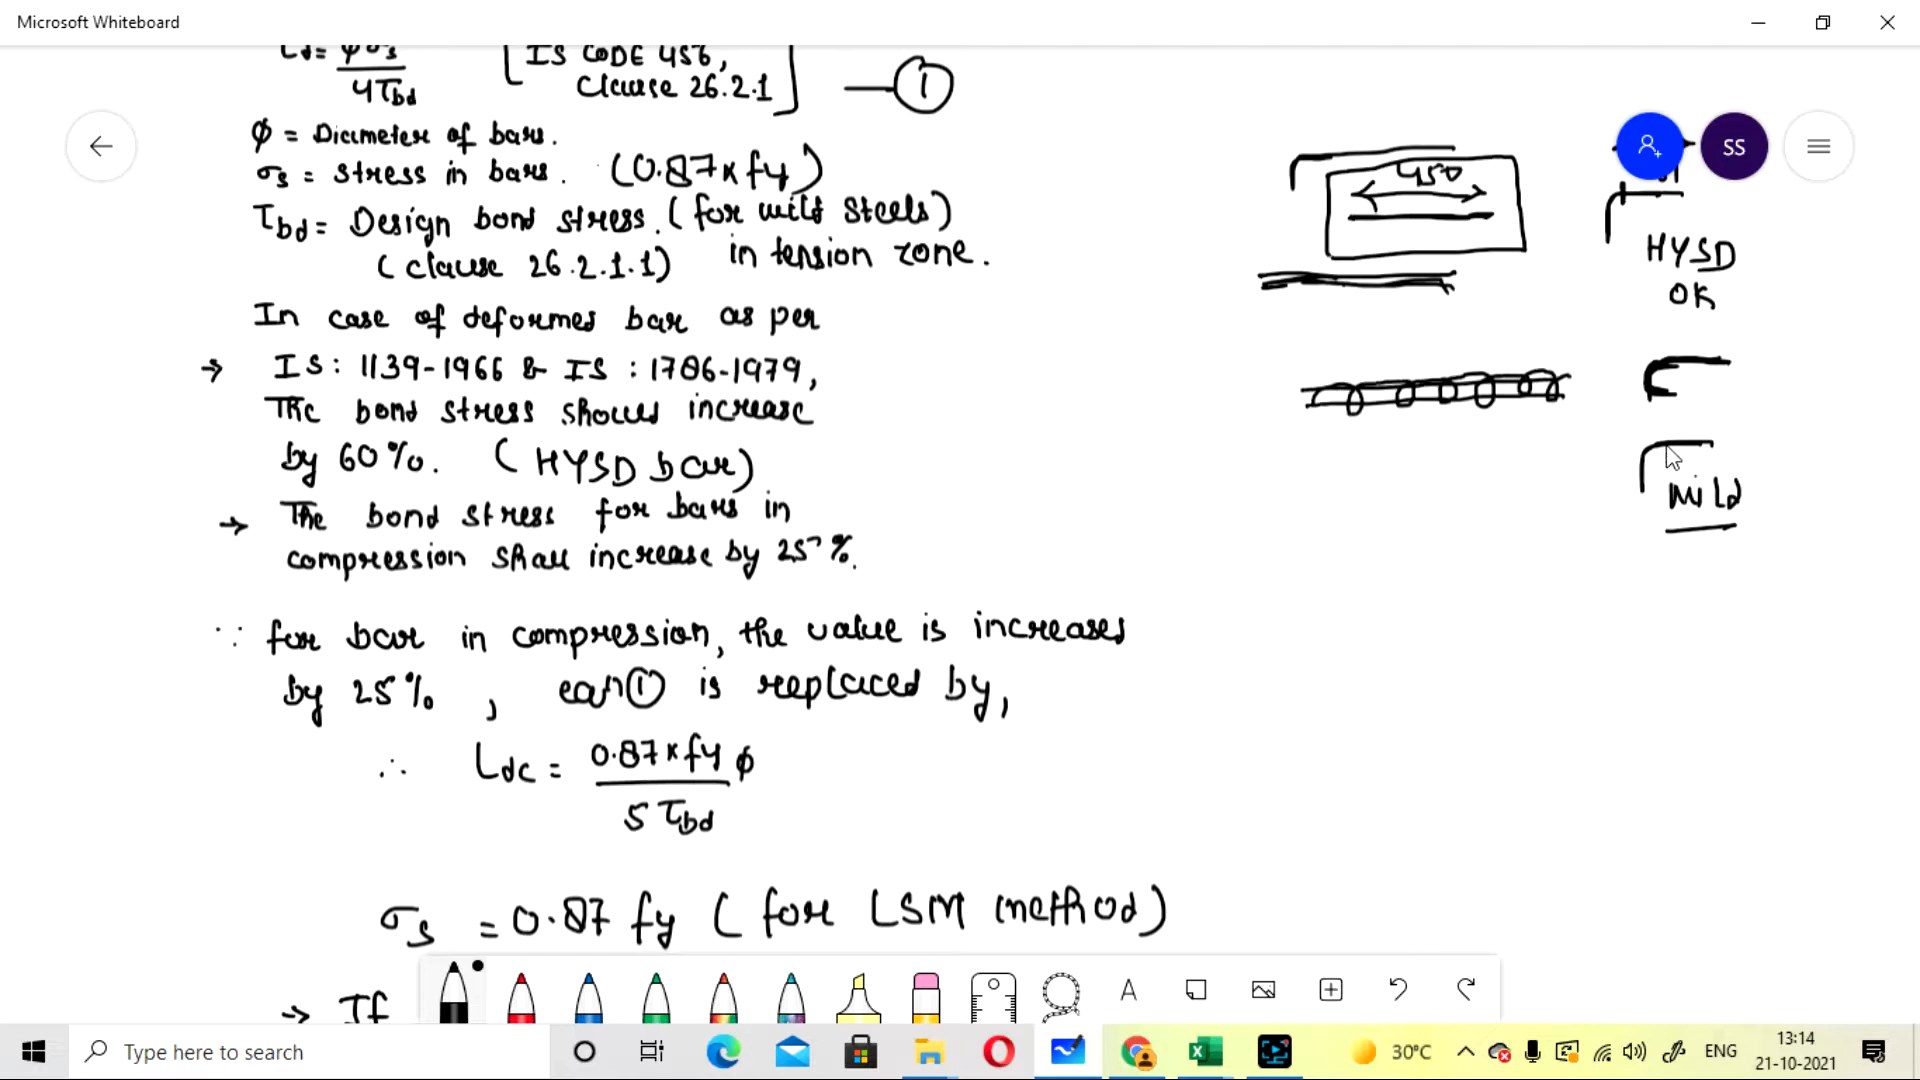 Microsoft Whiteboard
Ld = φσs / 4τbd [IS CODE 456, Clause 26.2.1] — ①
φ = Diameter of bars.
σs = stress in bars. (0.87×fy)
τbd = Design bond stress. (for mild steels)
(clause 26.2.1.1) in tension zone.
In case of deformed bar as per
→ IS: 1139-1966 & IS: 1786-1979,
The bond stress should increase
by 60%. (HYSD bar)
→ The bond stress for bars in
compression shall increase by 25%.
∵ for bar in compression, the value is increased
by 25%, eqn① is replaced by,
∴ Ldc = 0.87×fy φ / 5 τbd
σs = 0.87 fy (for LSM method)
→ If
450
SS
HYSD
OK
mild
A
Type here to search
30°C
ENG
13:14
21-10-2021